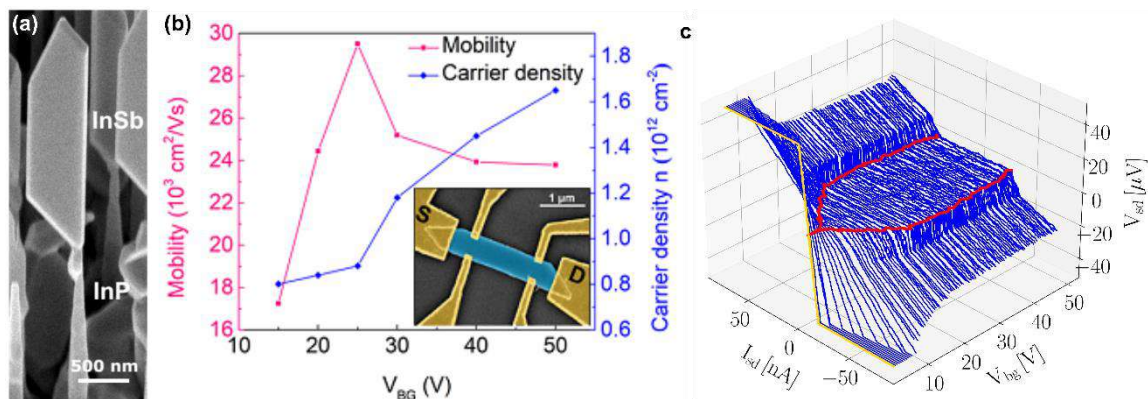 (a)
InSb
InP
500 nm
(b)
Mobility (10³ cm²/Vs)
30
28
26
24
22
20
18
16
Mobility
Carrier density
1 µm
S
D
10
20
30
40
50
V_BG (V)
1.8
1.6
1.4
1.2
1.0
0.8
0.6
Carrier density n (10¹² cm⁻²)
c
40
20
0
−20
−40
V_sd [µV]
50
0
−50
I_sd [nA]
10
20
30
40
50
V_bg [V]